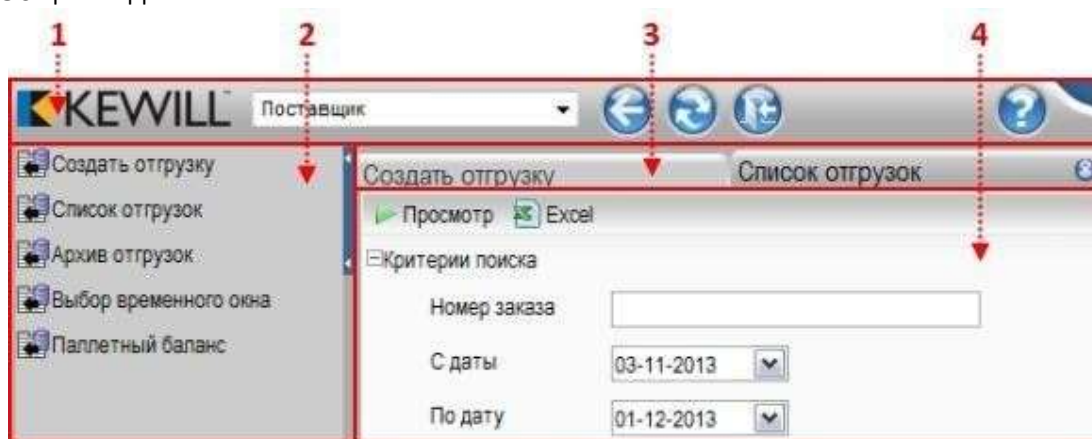 1 2 3 4
KEWILL Поставщик
Создать отгрузку
Список отгрузок
Архив отгрузок
Выбор временного окна
Паллетный баланс
Создать отгрузку Список отгрузок
Просмотр Excel
Критерии поиска
Номер заказа
С даты 03-11-2013
По дату 01-12-2013